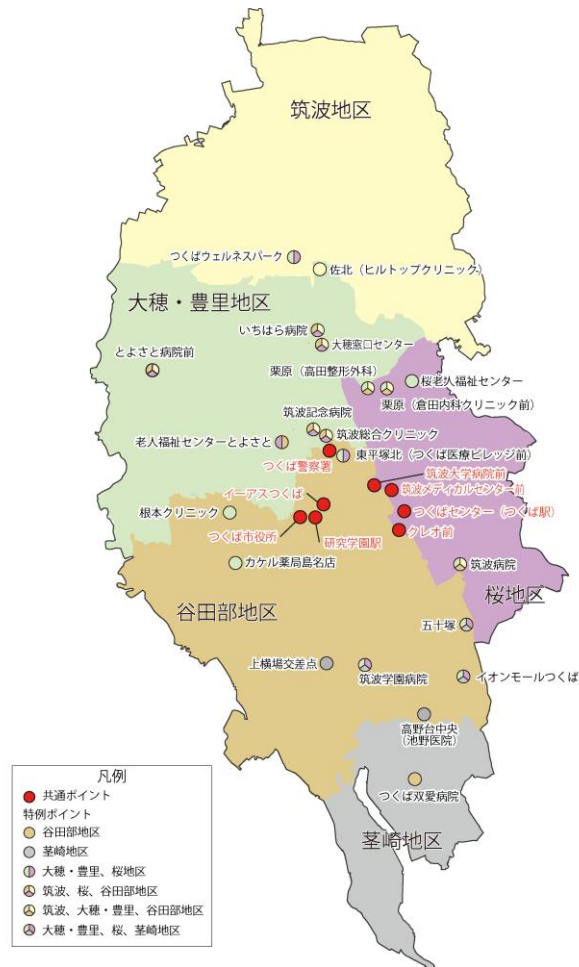 筑波地区
つくばウェルネスパーク
佐北（ヒルトップクリニック）
大穂・豊里地区
いちはら病院
大穂窓口センター
とよさと病院前
栗原（高田整形外科）
桜老人福祉センター
栗原（倉田内科クリニック前）
筑波記念病院
筑波総合クリニック
老人福祉センターとよさと
東平塚北（つくば医療ビレッジ前）
つくば警察署
筑波大学病院前
イーアスつくば
筑波メディカルセンター前
根本クリニック
つくばセンター（つくば駅）
つくば市役所
研究学園駅
クレオ前
カケル薬局島名店
筑波病院
桜地区
谷田部地区
五十塚
上横場交差点
筑波学園病院
イオンモールつくば
高野台中央
（池野医院）
つくば双愛病院
茎崎地区
凡例
共通ポイント
特例ポイント
谷田部地区
茎崎地区
大穂・豊里、桜地区
筑波、桜、谷田部地区
筑波、大穂・豊里、谷田部地区
大穂・豊里、桜、茎崎地区